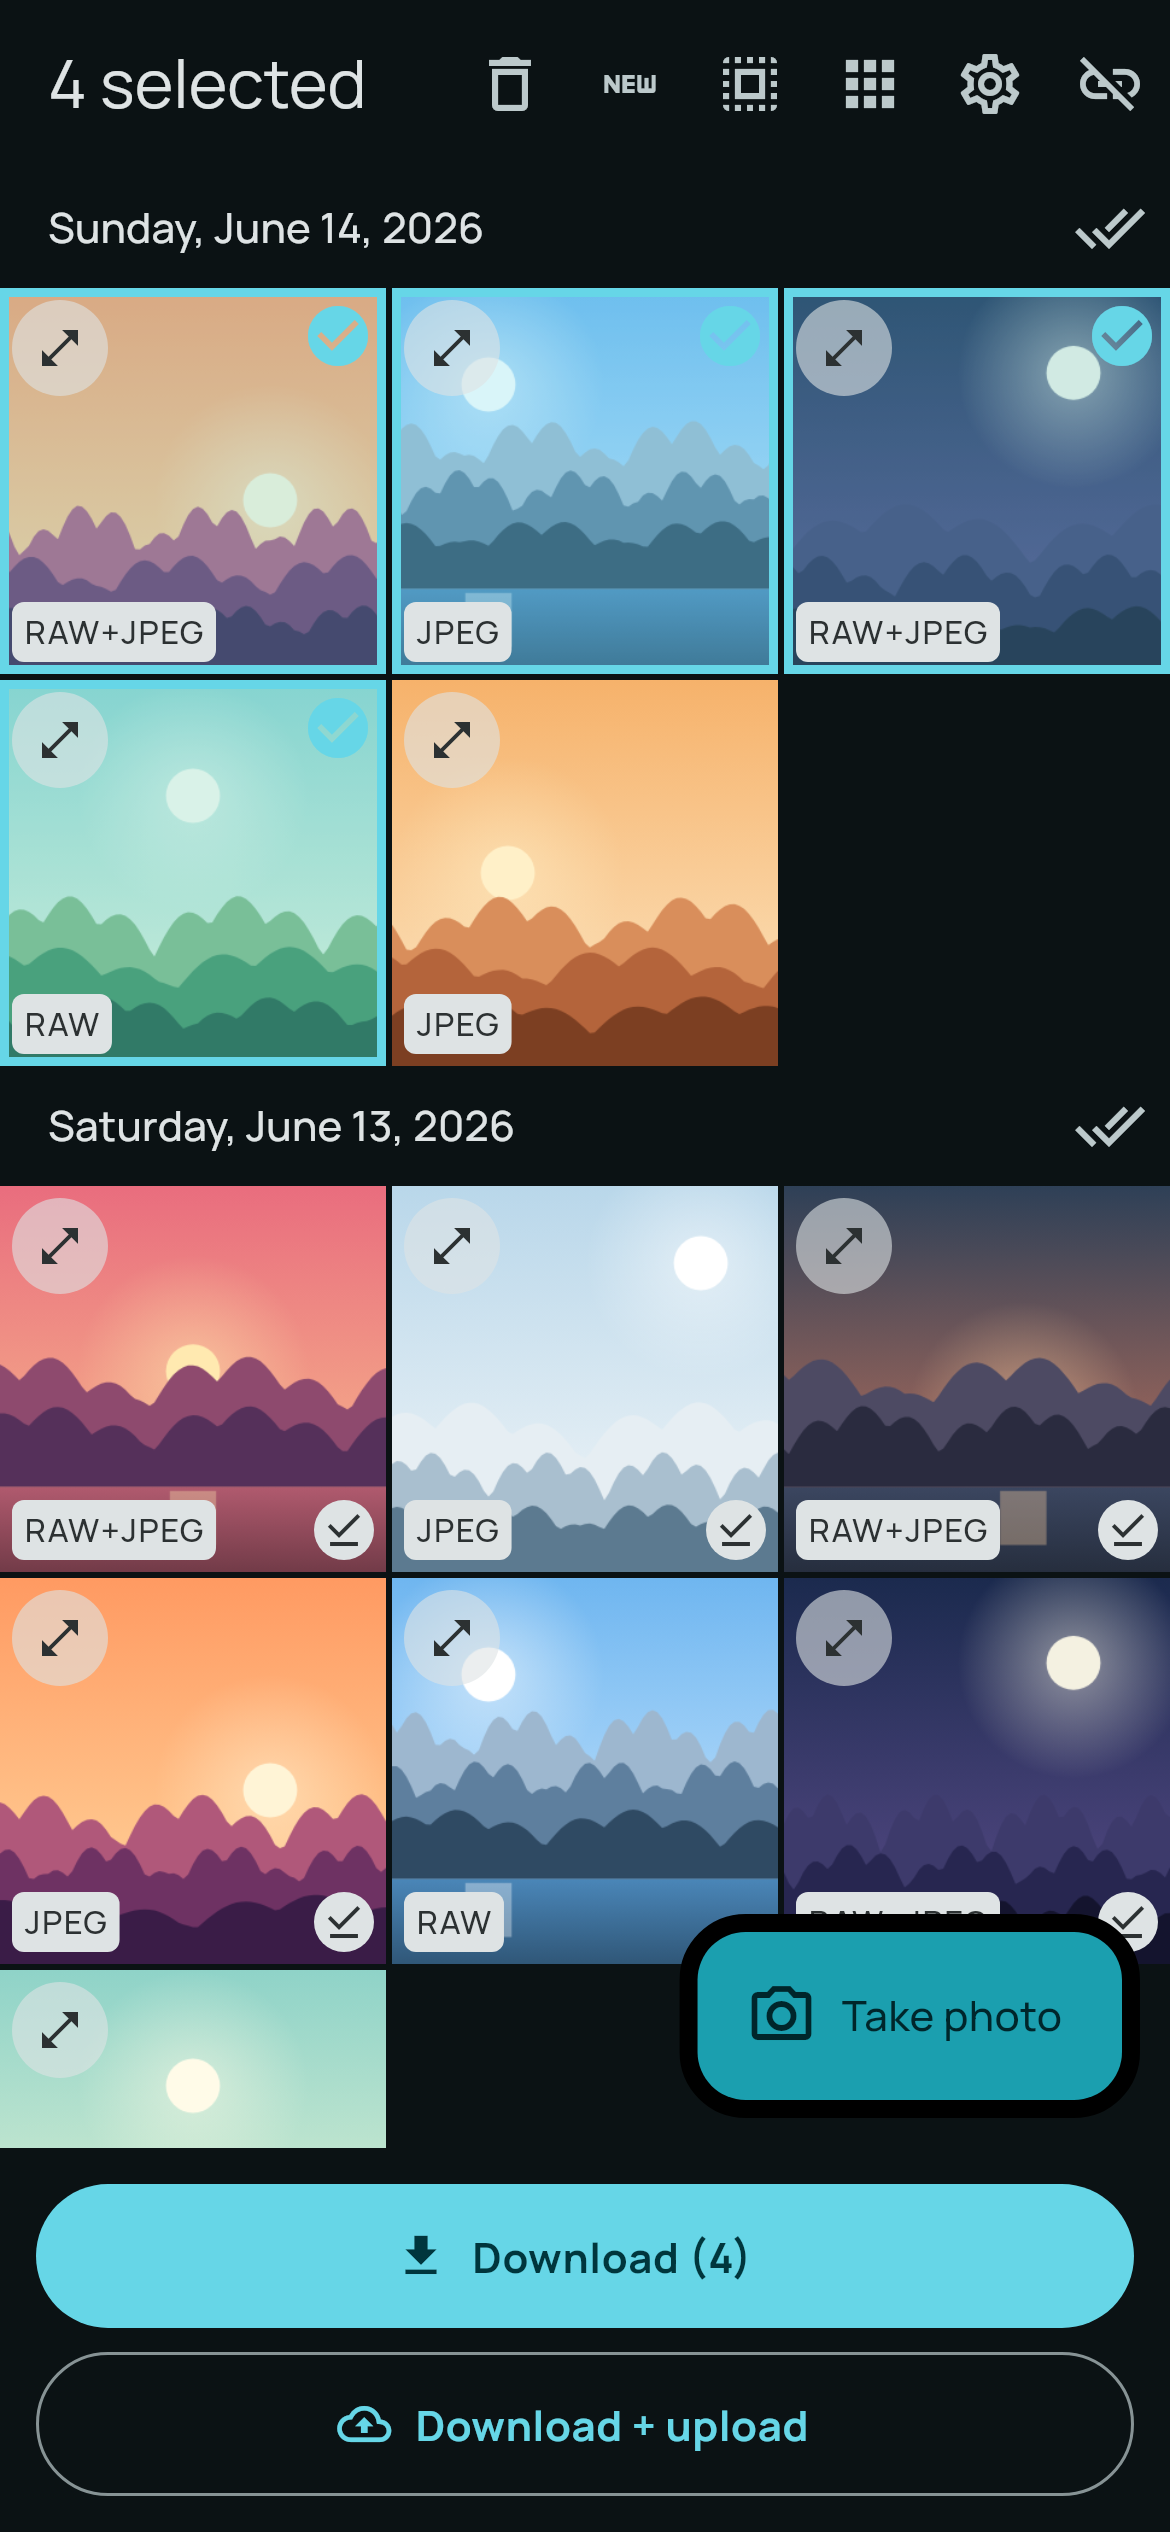 4 selected
NEW
Sunday, June 14, 2026
RAW+JPEG
JPEG
RAW+JPEG
RAW
JPEG
Saturday, June 13, 2026
RAW+JPEG
JPEG
RAW+JPEG
JPEG
RAW
Take photo
Download (4)
Download + upload